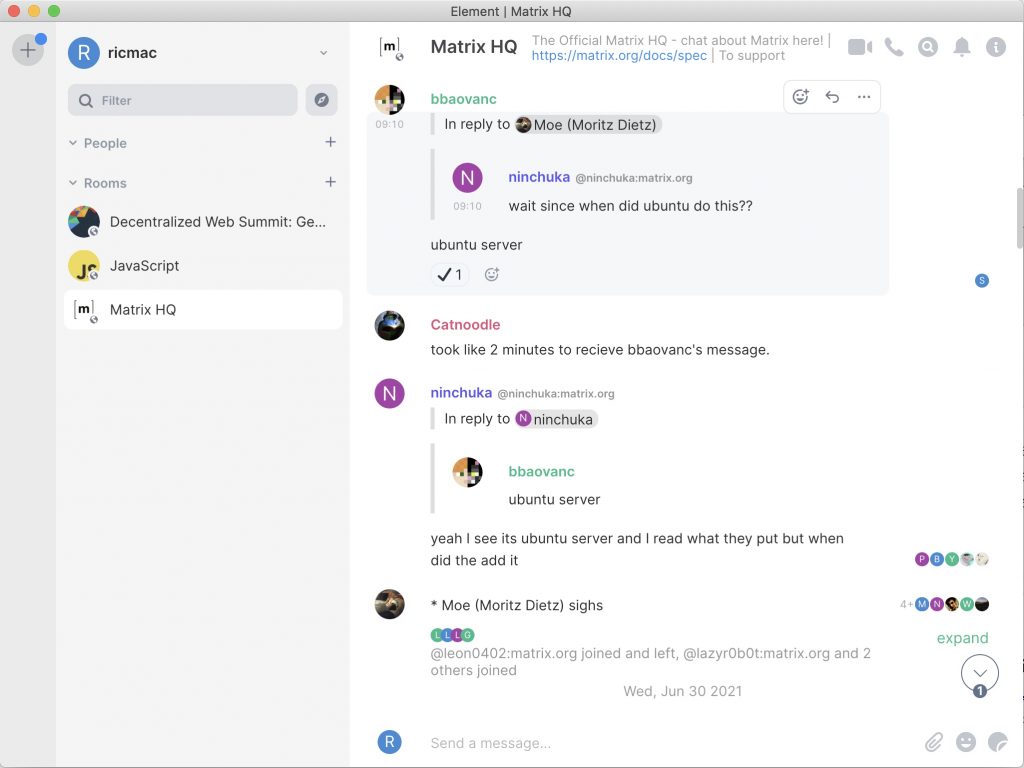 Element | Matrix HQ
R ricmac
Filter
People
Rooms
Decentralized Web Summit: Ge...
JS JavaScript
[m] Matrix HQ
[m] Matrix HQ
The Official Matrix HQ - chat about Matrix here! |
https://matrix.org/docs/spec | To support
bbaovanc
09:10
In reply to Moe (Moritz Dietz)
N ninchuka @ninchuka:matrix.org
09:10 wait since when did ubuntu do this??
ubuntu server
1
S
Catnoodle
took like 2 minutes to recieve bbaovanc's message.
N ninchuka @ninchuka:matrix.org
In reply to N ninchuka
bbaovanc
ubuntu server
yeah I see its ubuntu server and I read what they put but when
did the add it
P B Y
* Moe (Moritz Dietz) sighs
4+ M N W
L L L G
expand
@leon0402:matrix.org joined and left, @lazyr0b0t:matrix.org and 2
others joined
1
Wed, Jun 30 2021
R Send a message...